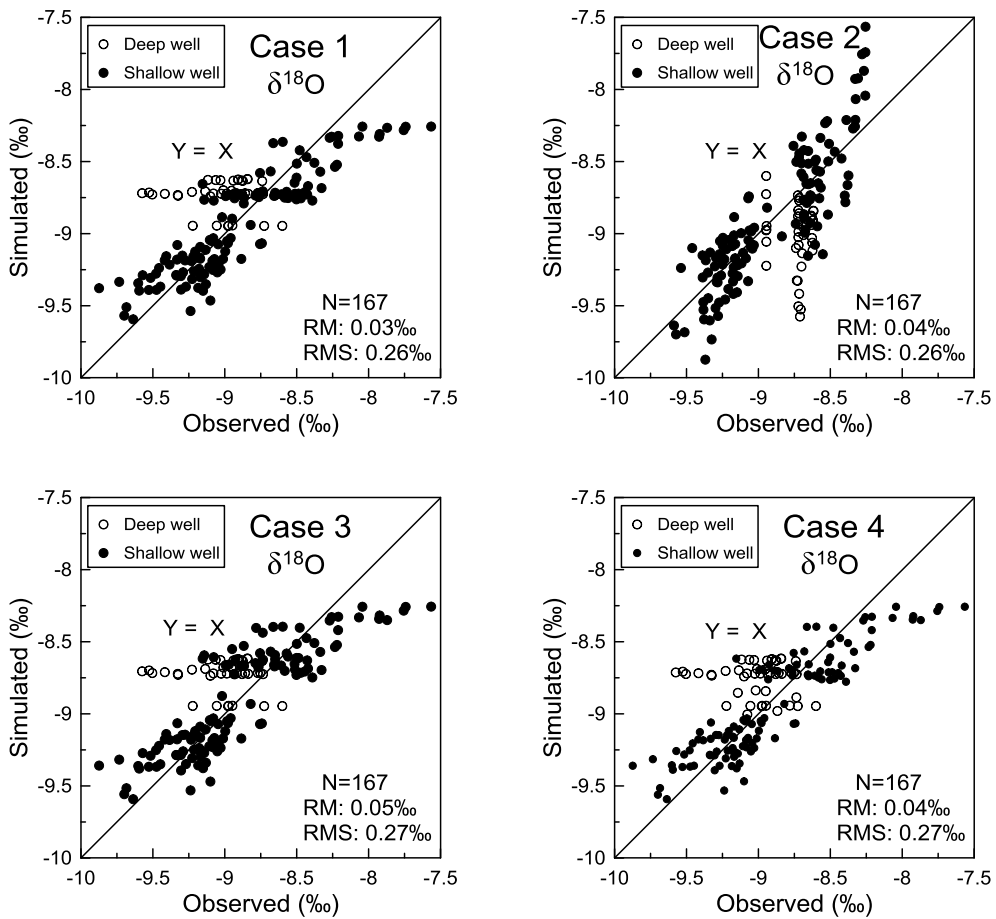 -7.5
-8
-8.5
-9
-9.5
-10
-10
-9.5
-9
-8.5
-8
-7.5
Simulated (‰)
Observed (‰)
Deep well
Shallow well
Case 1
δ¹⁸O
Y = X
N=167
RM: 0.03‰
RMS: 0.26‰
-7.5
-8
-8.5
-9
-9.5
-10
-10
-9.5
-9
-8.5
-8
-7.5
Simulated (‰)
Observed (‰)
Deep well
Shallow well
Case 2
δ¹⁸O
Y = X
N=167
RM: 0.04‰
RMS: 0.26‰
-7.5
-8
-8.5
-9
-9.5
-10
-10
-9.5
-9
-8.5
-8
-7.5
Simulated (‰)
Observed (‰)
Deep well
Shallow well
Case 3
δ¹⁸O
Y = X
N=167
RM: 0.05‰
RMS: 0.27‰
-7.5
-8
-8.5
-9
-9.5
-10
-10
-9.5
-9
-8.5
-8
-7.5
Simulated (‰)
Observed (‰)
Deep well
Shallow well
Case 4
δ¹⁸O
Y = X
N=167
RM: 0.04‰
RMS: 0.27‰